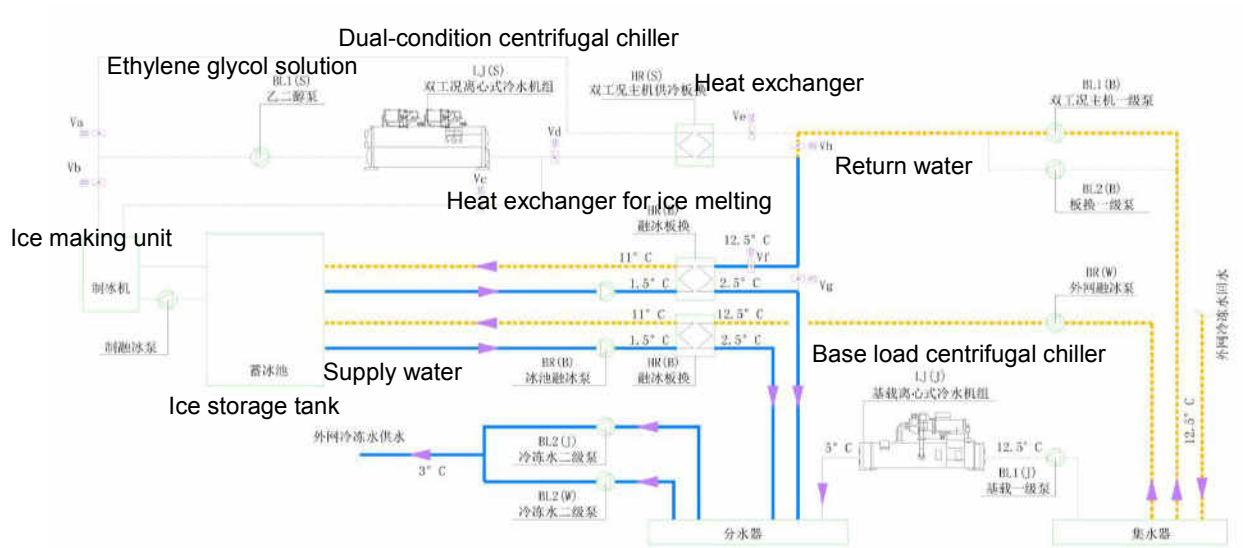 Dual-condition centrifugal chiller
Ethylene glycol solution
BL1(S)
乙二醇泵
LJ(S)
双工况离心式冷水机组
HR(S)
双工况主机供冷板换
Heat exchanger
BL1(B)
双工况主机一级泵
Va
Vb
Vd
Ve
Vh
Vc
Return water
BL2(B)
板换一级泵
Heat exchanger for ice melting
HR(B)
融冰板换
Ice making unit
制冰机
制融冰泵
蓄冰池
Ice storage tank
11° C
12.5° C
Vf
1.5° C
2.5° C
Vg
HR(W)
外网融冰泵
11° C
12.5° C
1.5° C
2.5° C
Supply water
HR(B)
冰池融冰泵
HR(B)
融冰板换
Base load centrifugal chiller
LJ(J)
基载离心式冷水机组
外网冷冻水回水
12.5° C
外网冷冻水供水
3° C
BL2(J)
冷冻水二级泵
BL2(W)
冷冻水二级泵
5° C
12.5° C
BL1(J)
基载一级泵
分水器
集水器